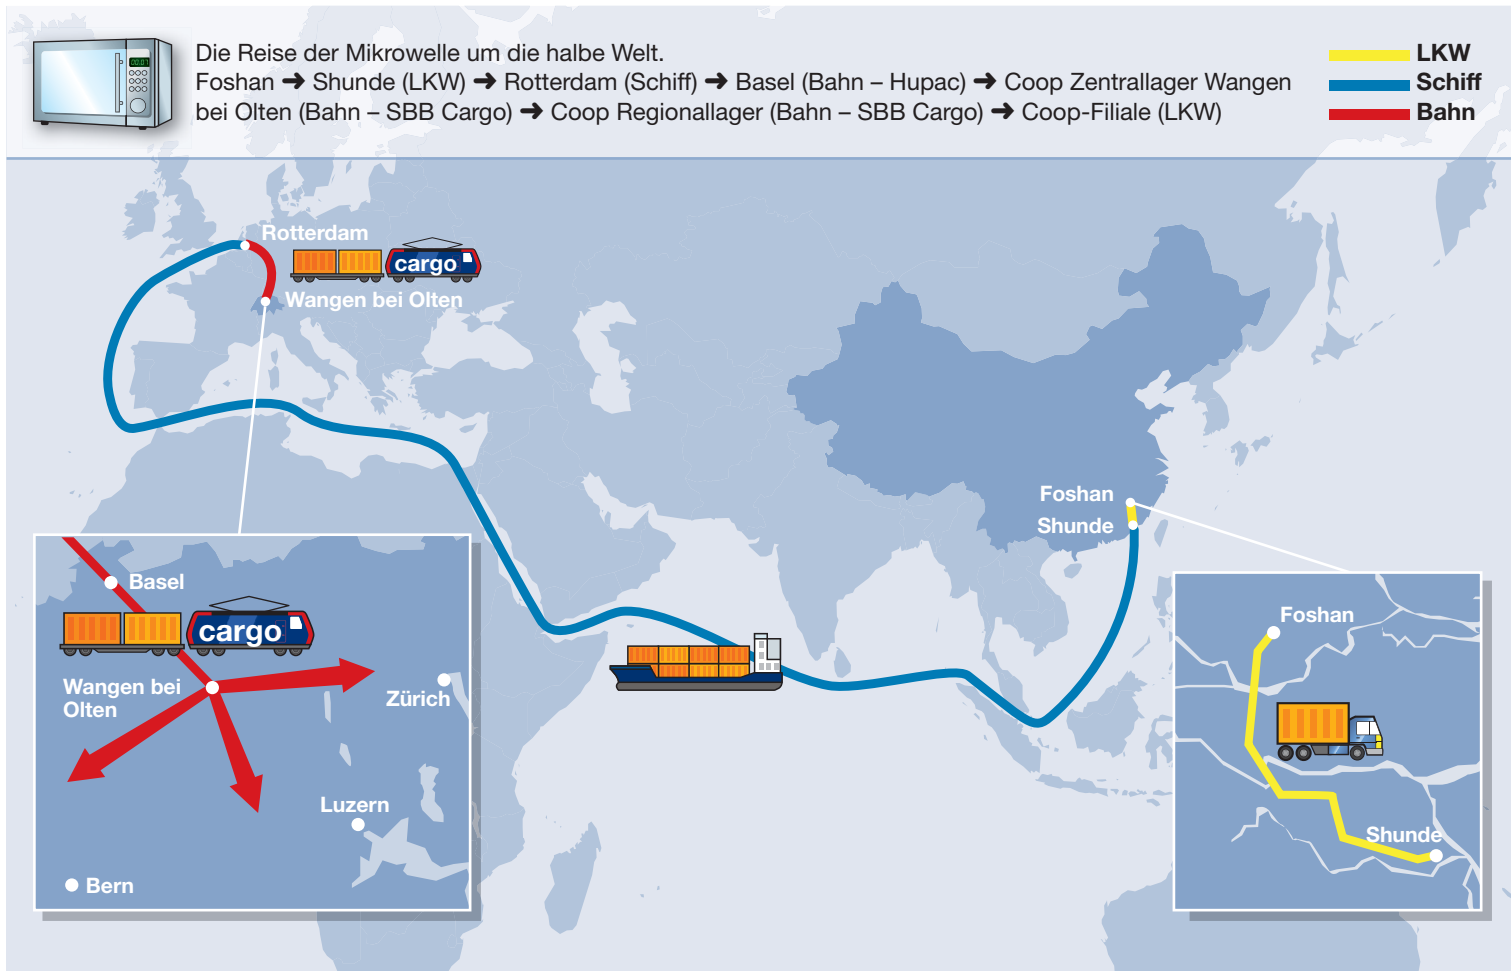 Die Reise der Mikrowelle um die halbe Welt.
Foshan ➜ Shunde (LKW) ➜ Rotterdam (Schiff) ➜ Basel (Bahn – Hupac) ➜ Coop Zentrallager Wangen
bei Olten (Bahn – SBB Cargo) ➜ Coop Regionallager (Bahn – SBB Cargo) ➜ Coop-Filiale (LKW)
LKW
Schiff
Bahn
Rotterdam
cargo
Wangen bei Olten
Foshan
Shunde
Basel
cargo
Wangen bei
Olten
Zürich
Luzern
Bern
Foshan
Shunde